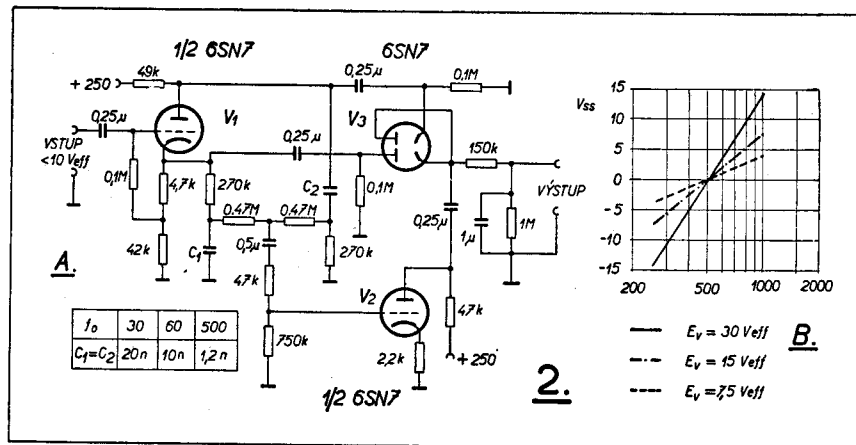 1/2 6SN7
6SN7
+ 250
49k
0,25µ
0,1M
V₁
0,25µ
VSTUP
<10 Veff
0,1M
4,7k
270k
0,25µ
C₂
V₃
0,1M
150k
VÝSTUP
0,47M
0,47M
0,25µ
1µ
1M
42k
C₁
0,5µ
270k
47k
V₂
47k
750k
2,2k
+ 250
A.
f₀ 30 60 500
C₁=C₂ 20n 10n 1,2n
1/2 6SN7
2.
Vss
15
10
5
0
-5
-10
-15
200 500 1000 2000
B.
Eᵥ = 30 Veff
Eᵥ = 15 Veff
Eᵥ = 7,5 Veff